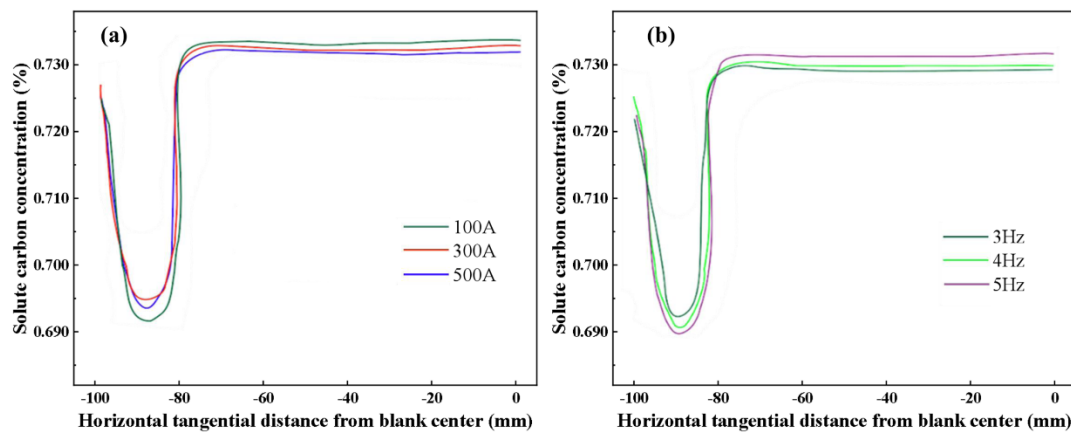 (a)
Solute carbon concentration (%)
0.730
0.720
0.710
0.700
0.690
100A
300A
500A
-100 -80 -60 -40 -20 0
Horizontal tangential distance from blank center (mm)
(b)
Solute carbon concentration (%)
0.730
0.720
0.710
0.700
0.690
3Hz
4Hz
5Hz
-100 -80 -60 -40 -20 0
Horizontal tangential distance from blank center (mm)